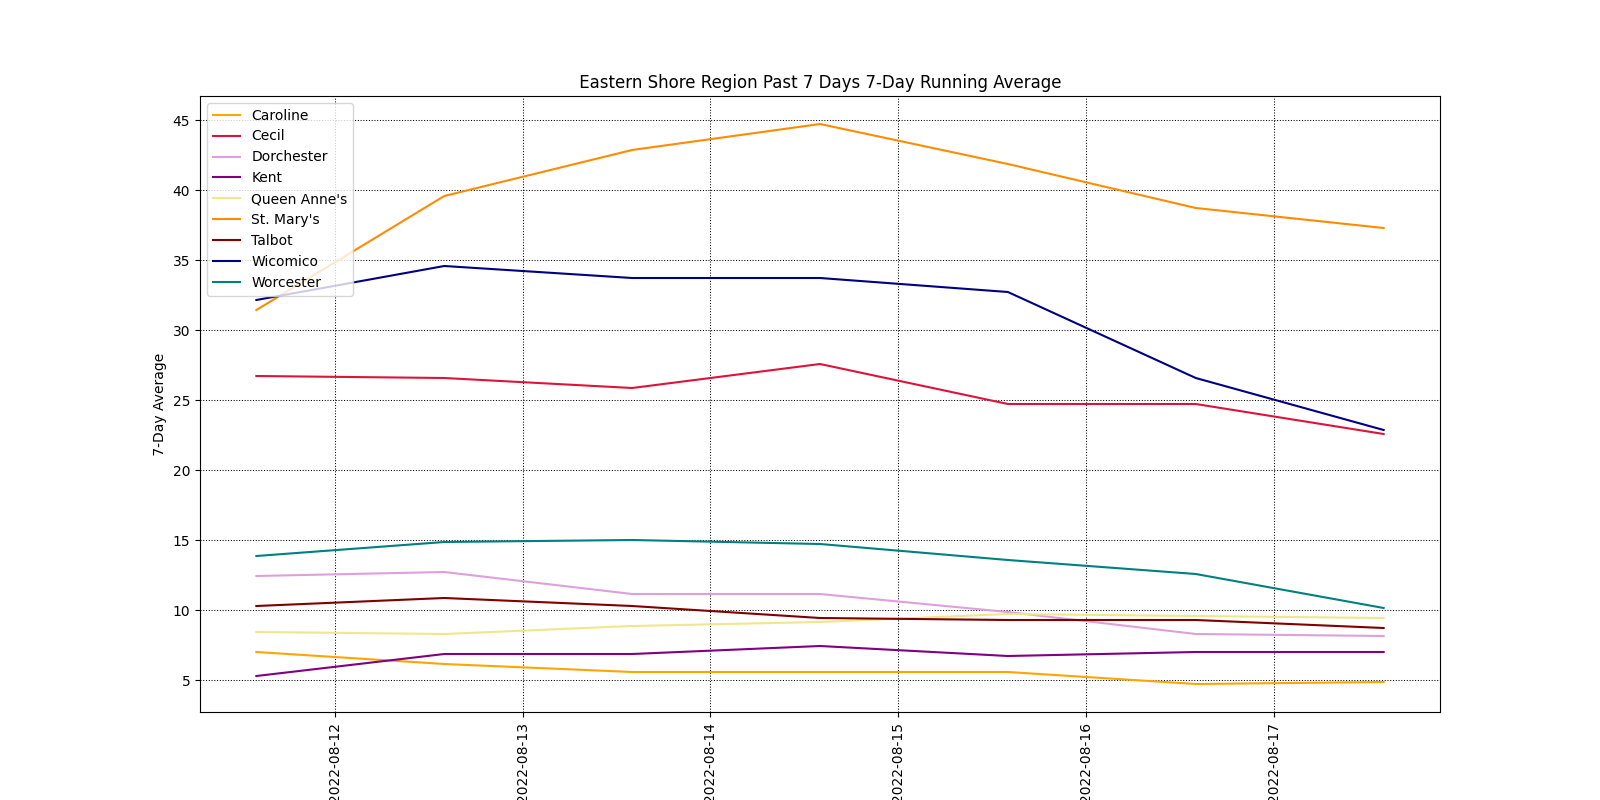 Eastern Shore Region Past 7 Days 7-Day Running Average
Caroline
Cecil
Dorchester
Kent
Queen Anne's
St. Mary's
Talbot
Wicomico
Worcester
45
40
35
30
25
20
15
10
5
7-Day Average
2022-08-12
2022-08-13
2022-08-14
2022-08-15
2022-08-16
2022-08-17